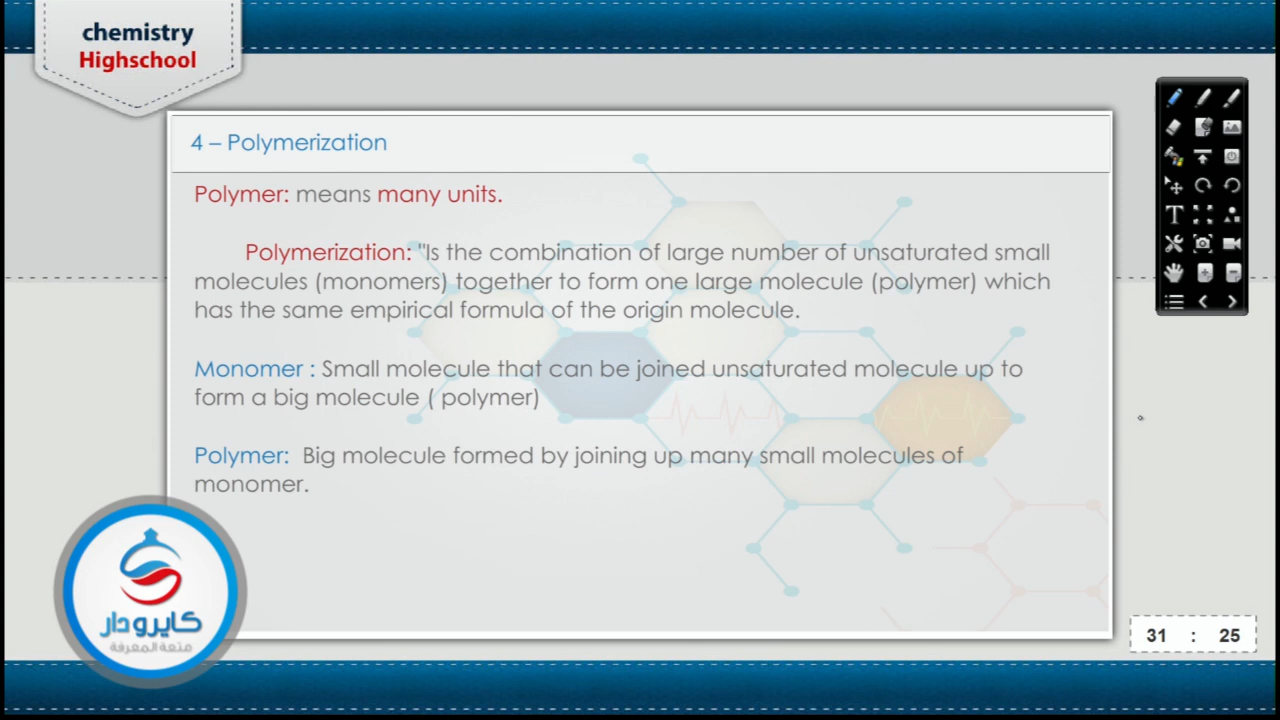 chemistry
Highschool
4 – Polymerization
Polymer: means many units.
Polymerization: "Is the combination of large number of unsaturated small
molecules (monomers) together to form one large molecule (polymer) which
has the same empirical formula of the origin molecule.
Monomer : Small molecule that can be joined unsaturated molecule up to
form a big molecule ( polymer)
Polymer: Big molecule formed by joining up many small molecules of
monomer.
كايرودار
متعة المعرفة
31 : 25